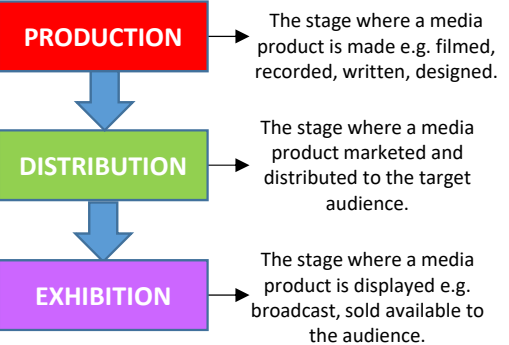 PRODUCTION
The stage where a media
product is made e.g. filmed,
recorded, written, designed.
DISTRIBUTION
The stage where a media
product marketed and
distributed to the target
audience.
EXHIBITION
The stage where a media
product is displayed e.g.
broadcast, sold available to
the audience.